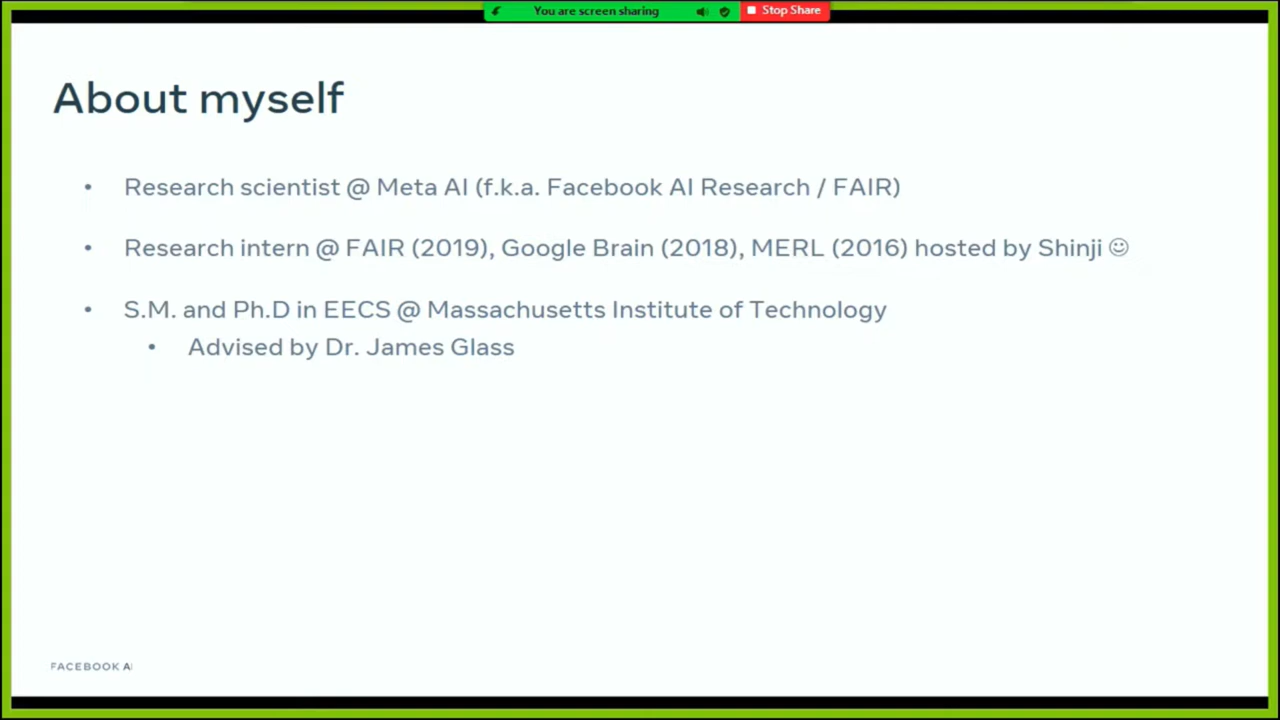 You are screen sharing
Stop Share
About myself
• Research scientist @ Meta AI (f.k.a. Facebook AI Research / FAIR)
• Research intern @ FAIR (2019), Google Brain (2018), MERL (2016) hosted by Shinji ☺
• S.M. and Ph.D in EECS @ Massachusetts Institute of Technology
• Advised by Dr. James Glass
FACEBOOK AI